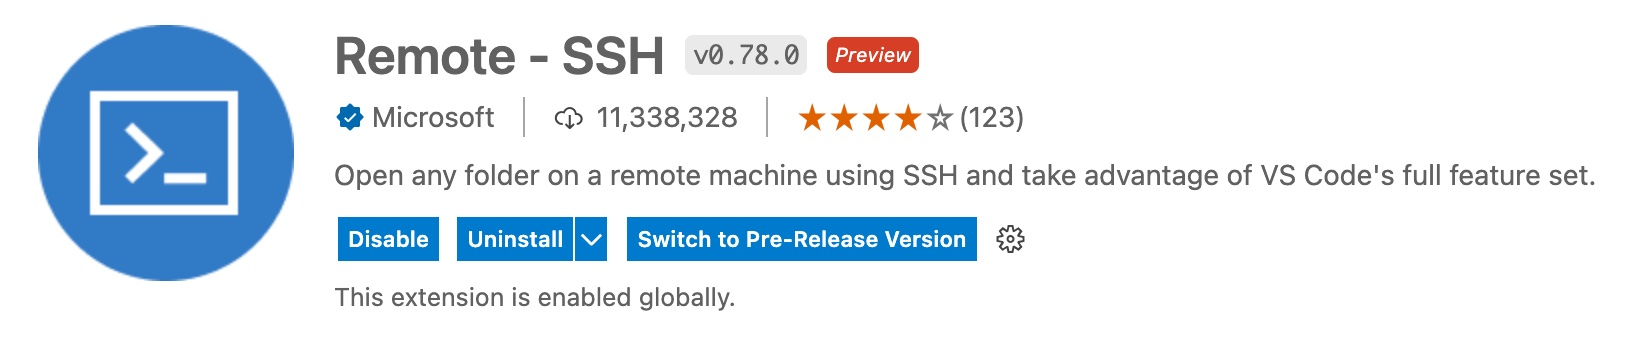 Remote - SSH v0.78.0 Preview
Microsoft 11,338,328 (123)
Open any folder on a remote machine using SSH and take advantage of VS Code's full feature set.
Disable Uninstall Switch to Pre-Release Version
This extension is enabled globally.